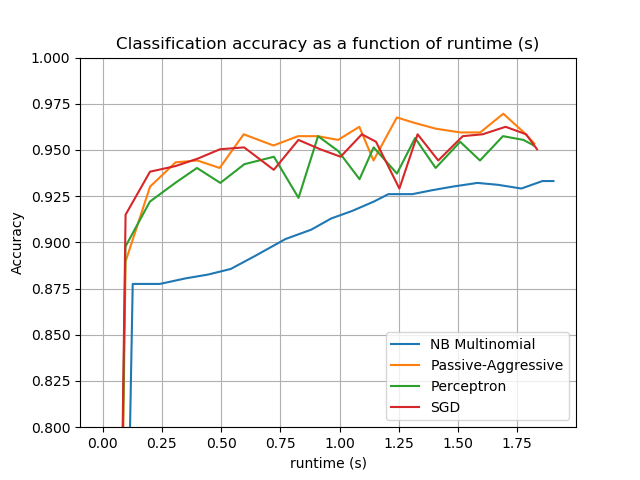 Classification accuracy as a function of runtime (s)
1.000
0.975
0.950
0.925
0.900
0.875
0.850
0.825
0.800
Accuracy
NB Multinomial
Passive-Aggressive
Perceptron
SGD
0.00 0.25 0.50 0.75 1.00 1.25 1.50 1.75
runtime (s)